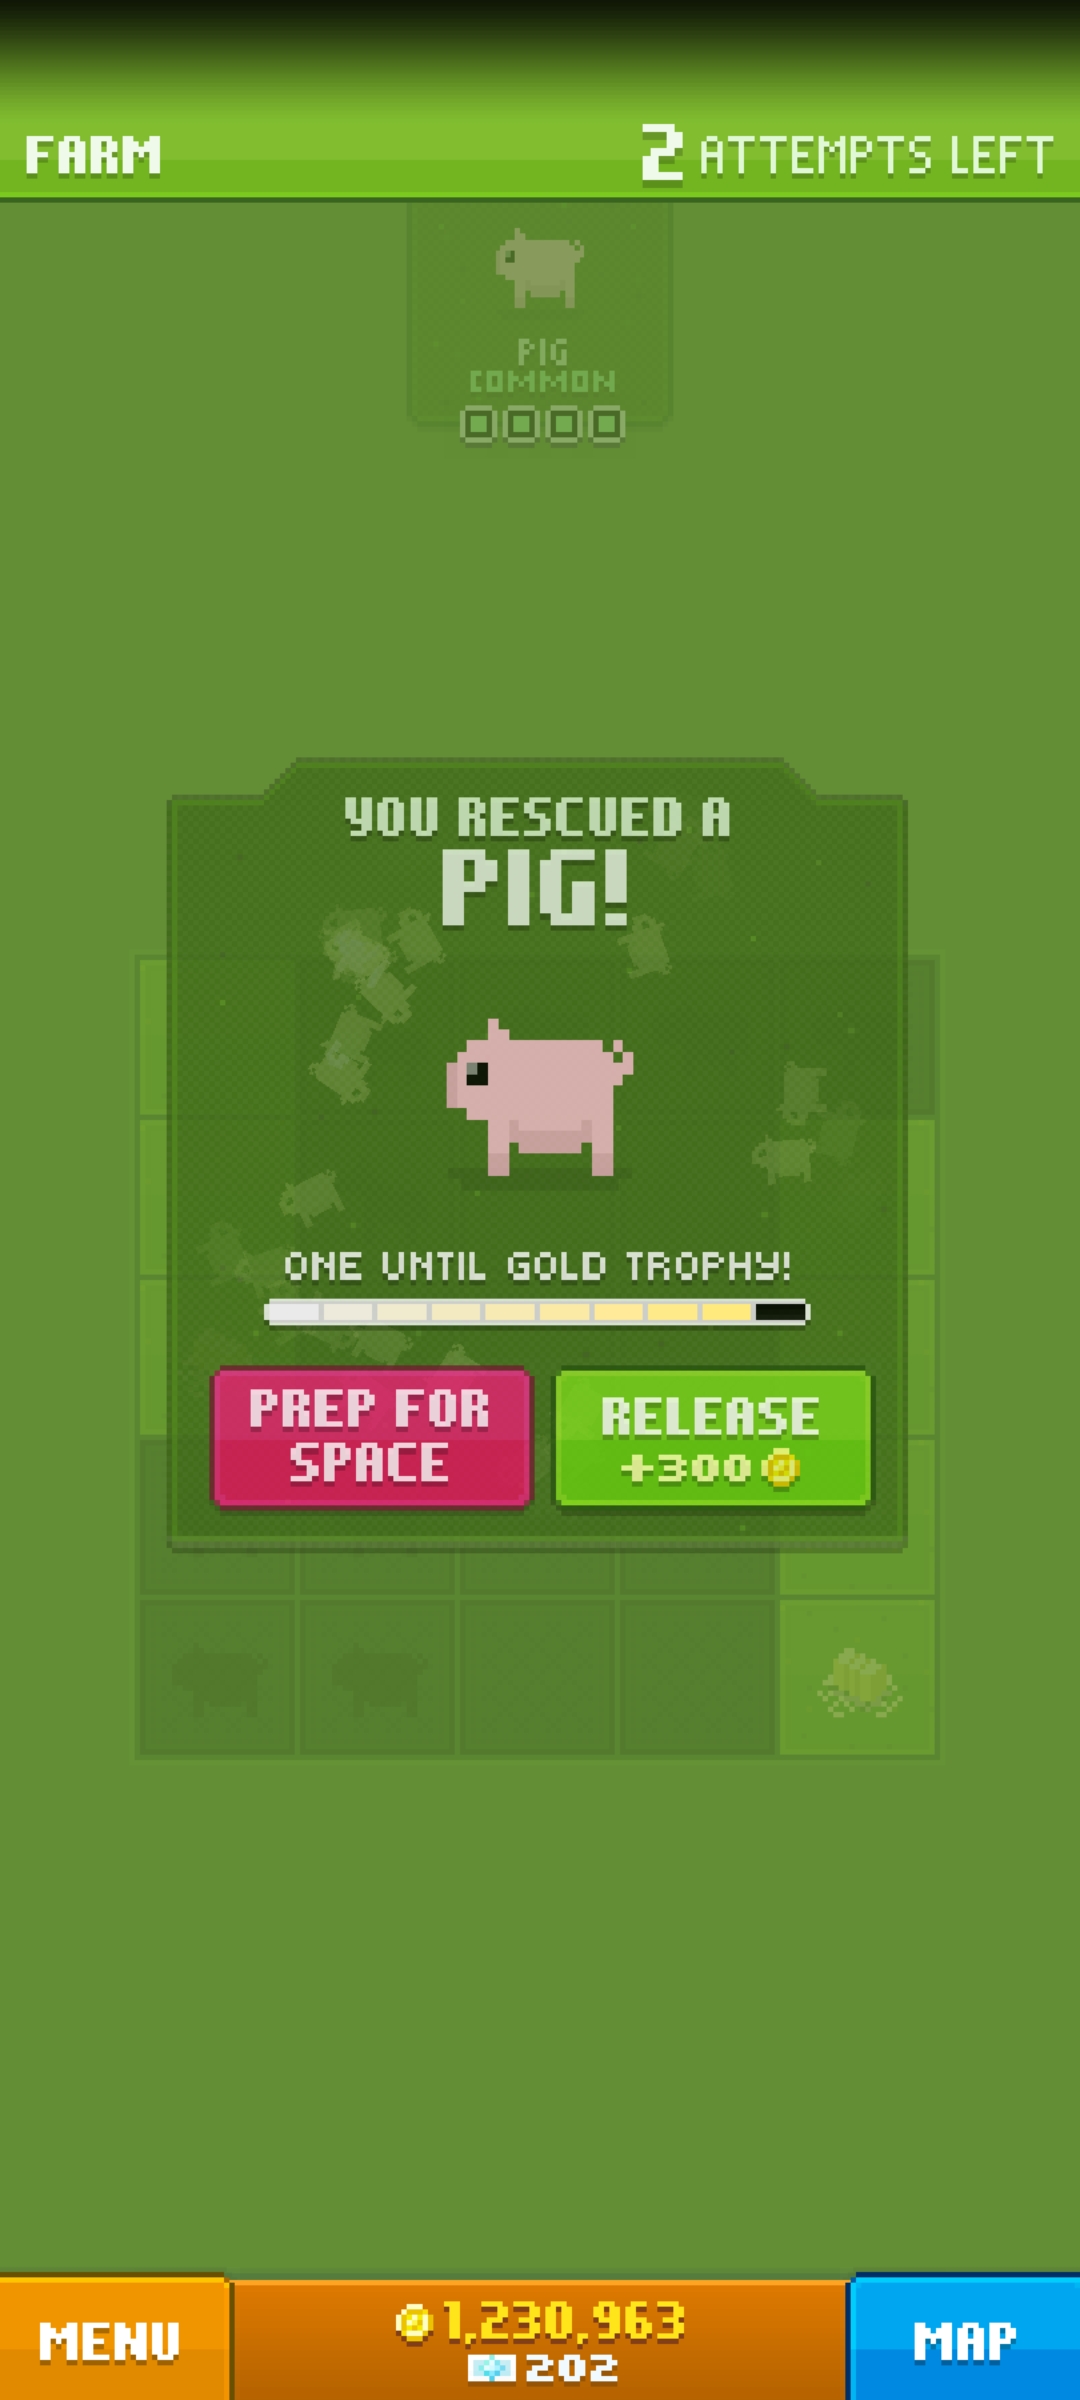 FARM
2 ATTEMPTS LEFT
PIG
COMMON
YOU RESCUED A
PIG!
ONE UNTIL GOLD TROPHY!
PREP FOR
SPACE
RELEASE
+300
MENU
1,230,963
202
MAP